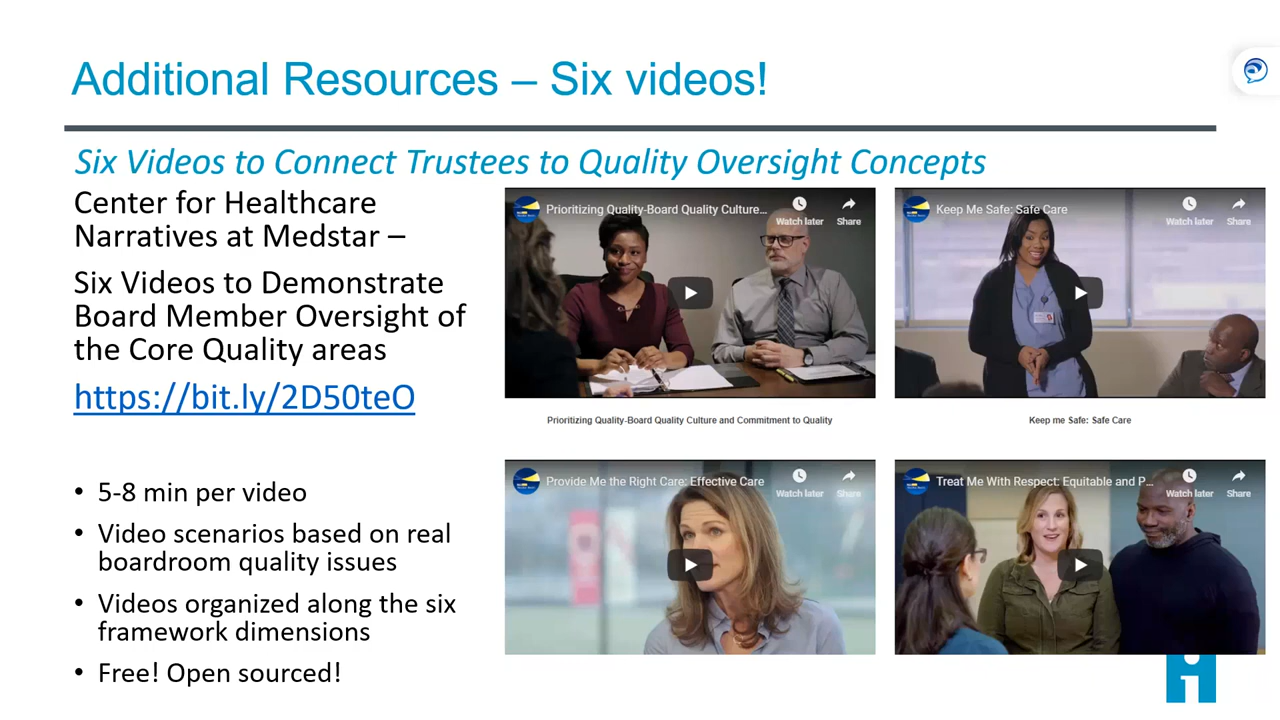 Additional Resources – Six videos!
Six Videos to Connect Trustees to Quality Oversight Concepts
Center for Healthcare
Narratives at Medstar –
Six Videos to Demonstrate
Board Member Oversight of
the Core Quality areas
https://bit.ly/2D50teO
• 5-8 min per video
• Video scenarios based on real
boardroom quality issues
• Videos organized along the six
framework dimensions
• Free! Open sourced!
Prioritizing Quality-Board Quality Culture...
Watch later
Share
Prioritizing Quality-Board Quality Culture and Commitment to Quality
Keep Me Safe: Safe Care
Watch later
Share
Keep me Safe: Safe Care
Provide Me the Right Care: Effective Care
Watch later
Share
Treat Me With Respect: Equitable and P...
Watch later
Share